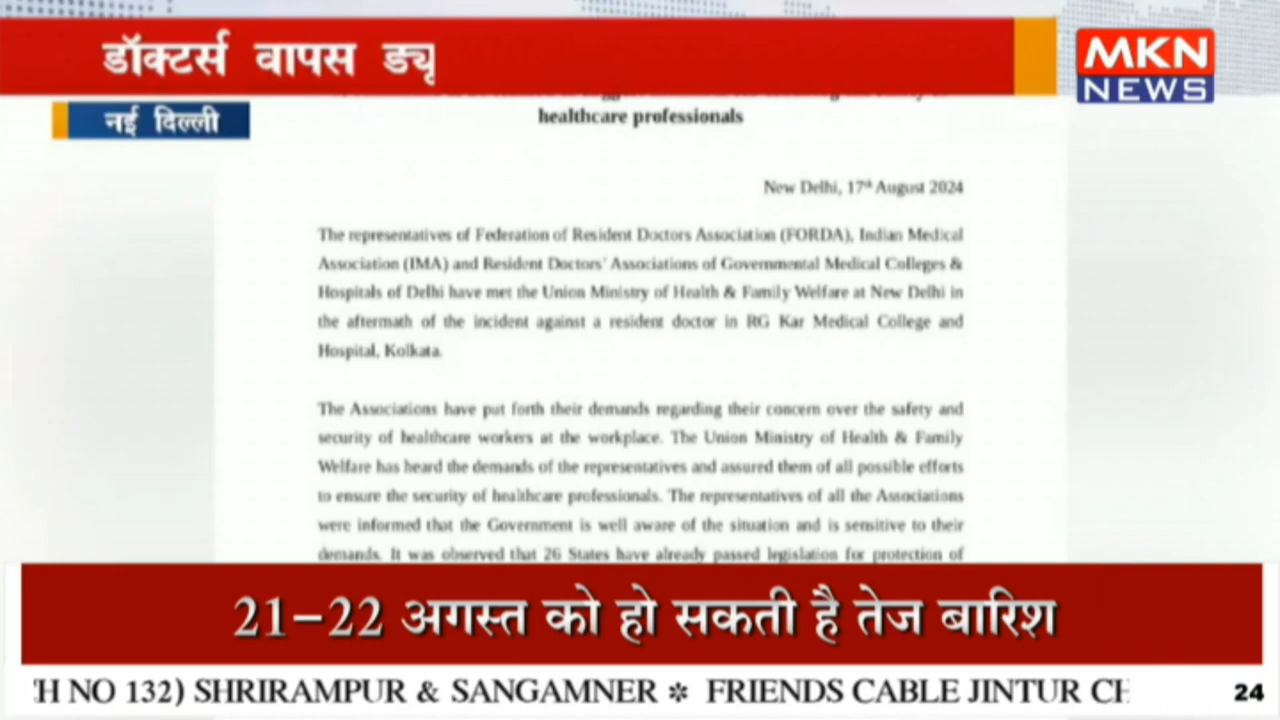 डॉक्टर्स वापस ड्यू
MKN
NEWS
नई दिल्ली
healthcare professionals
New Delhi, 17th August 2024
The representatives of Federation of Resident Doctors Association (FORDA), Indian Medical
Association (IMA) and Resident Doctors' Associations of Governmental Medical Colleges &
Hospitals of Delhi have met the Union Ministry of Health & Family Welfare at New Delhi in
the aftermath of the incident against a resident doctor in RG Kar Medical College and
Hospital, Kolkata.
The Associations have put forth their demands regarding their concern over the safety and
security of healthcare workers at the workplace. The Union Ministry of Health & Family
Welfare has heard the demands of the representatives and assured them of all possible efforts
to ensure the security of healthcare professionals. The representatives of all the Associations
were informed that the Government is well aware of the situation and is sensitive to their
demands. It was observed that 26 States have already passed legislation for protection of
21-22 अगस्त को हो सकती है तेज बारिश
H NO 132) SHRIRAMPUR & SANGAMNER * FRIENDS CABLE JINTUR CH
24